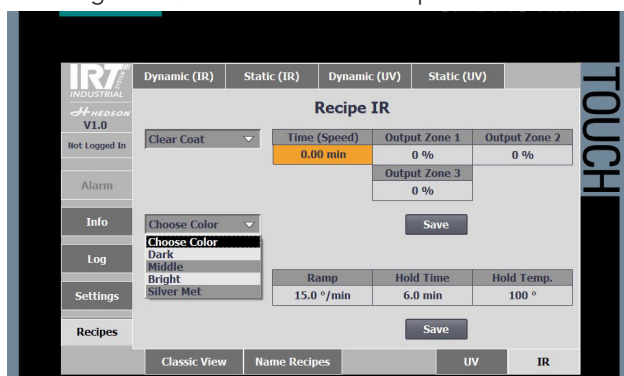 IRT
SYSTEM
INDUSTRIAL
HEDSON
V1.0
Not Logged In
Alarm
Info
Log
Settings
Recipes
Dynamic (IR) Static (IR) Dynamic (UV) Static (UV)
Recipe IR
Clear Coat
Time (Speed) Output Zone 1 Output Zone 2
0.00 min 0 % 0 %
Output Zone 3
0 %
Choose Color
Save
Choose Color
Dark
Middle
Bright
Silver Met
Ramp Hold Time Hold Temp.
15.0 °/min 6.0 min 100 °
Save
Classic View Name Recipes UV IR
TOUCH